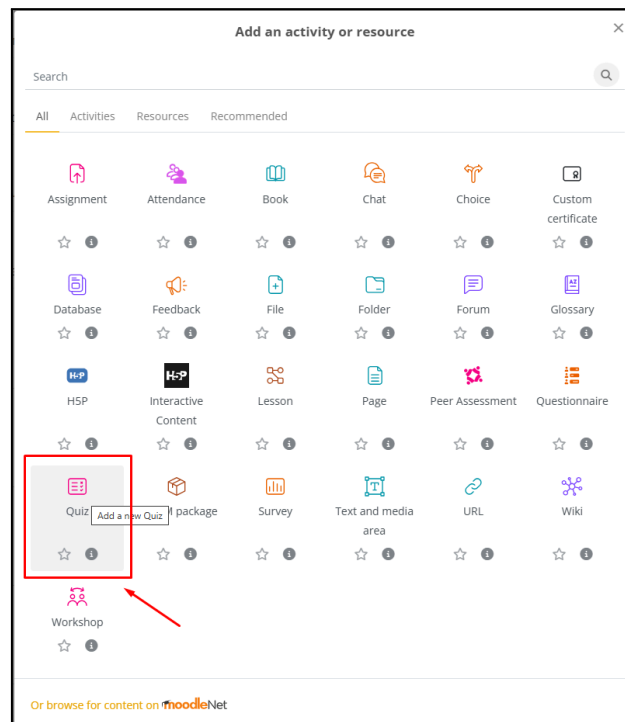 Add an activity or resource
Search
All Activities Resources Recommended
Assignment Attendance Book Chat Choice Custom
certificate
Database Feedback File Folder Forum Glossary
H5P Interactive Lesson Page Peer Assessment Questionnaire
Content
Quiz Add a new Quiz M package Survey Text and media URL Wiki
area
Workshop
Or browse for content on moodleNet